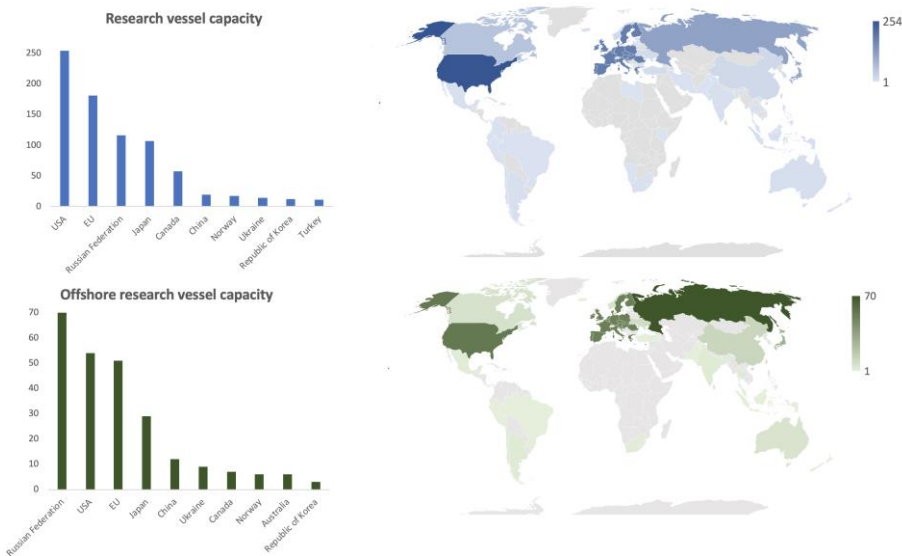 Research vessel capacity
250
200
150
100
50
0
USA
EU
Russian Federation
Japan
Canada
China
Norway
Ukraine
Republic of Korea
Turkey
254
1
Offshore research vessel capacity
70
60
50
40
30
20
10
0
Russian Federation
USA
EU
Japan
China
Ukraine
Canada
Norway
Australia
Republic of Korea
70
1